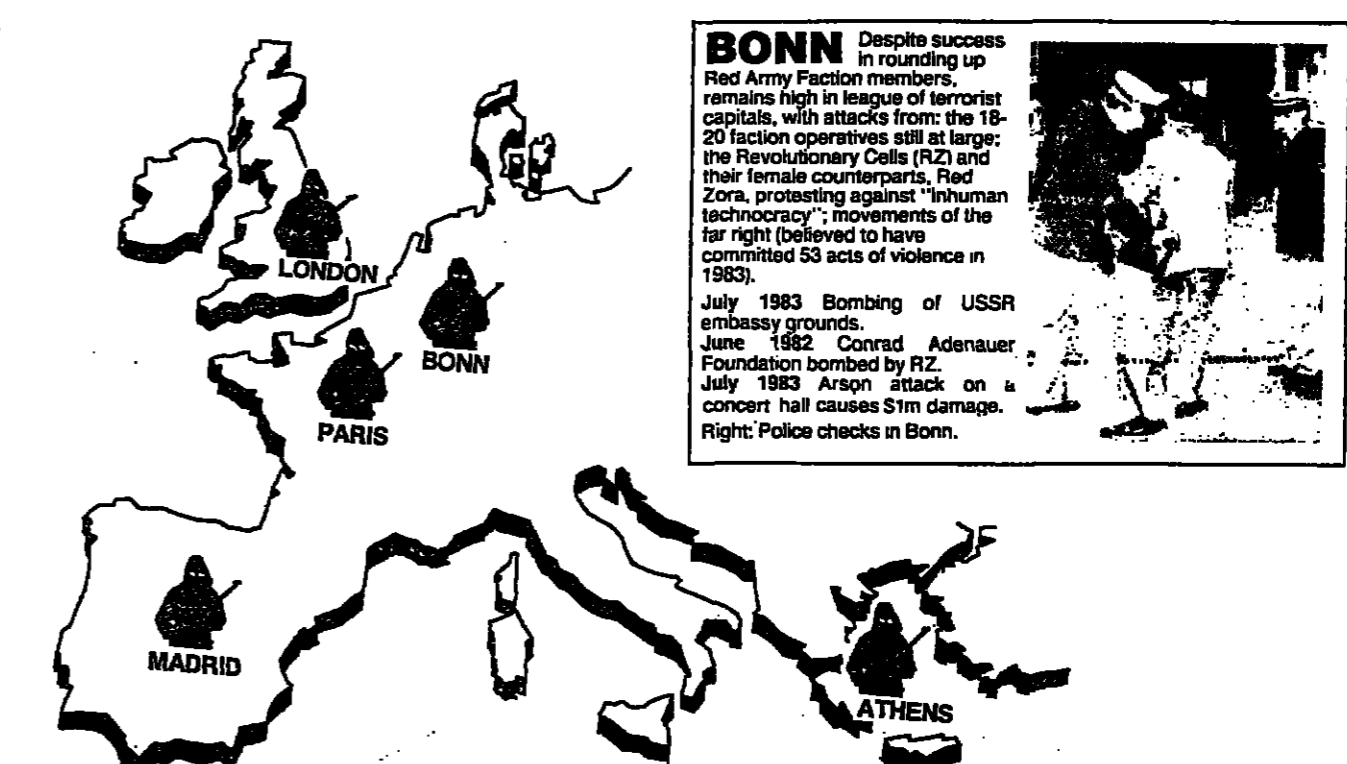 BONN Despite success
in rounding up
Red Army Faction members,
remains high in league of terrorist
capitals, with attacks from: the 18-
20 faction operatives still at large;
the Revolutionary Cells (RZ) and
their female counterparts, Red
Zora, protesting against "inhuman
technocracy"; movements of the
far right (believed to have
committed 53 acts of violence in
1983).
July 1983 Bombing of USSR
embassy grounds.
June 1982 Conrad Adenauer
Foundation bombed by RZ.
July 1983 Arson attack on a
concert hall causes $1m damage.
Right: Police checks in Bonn.
LONDON
BONN
PARIS
MADRID
ATHENS